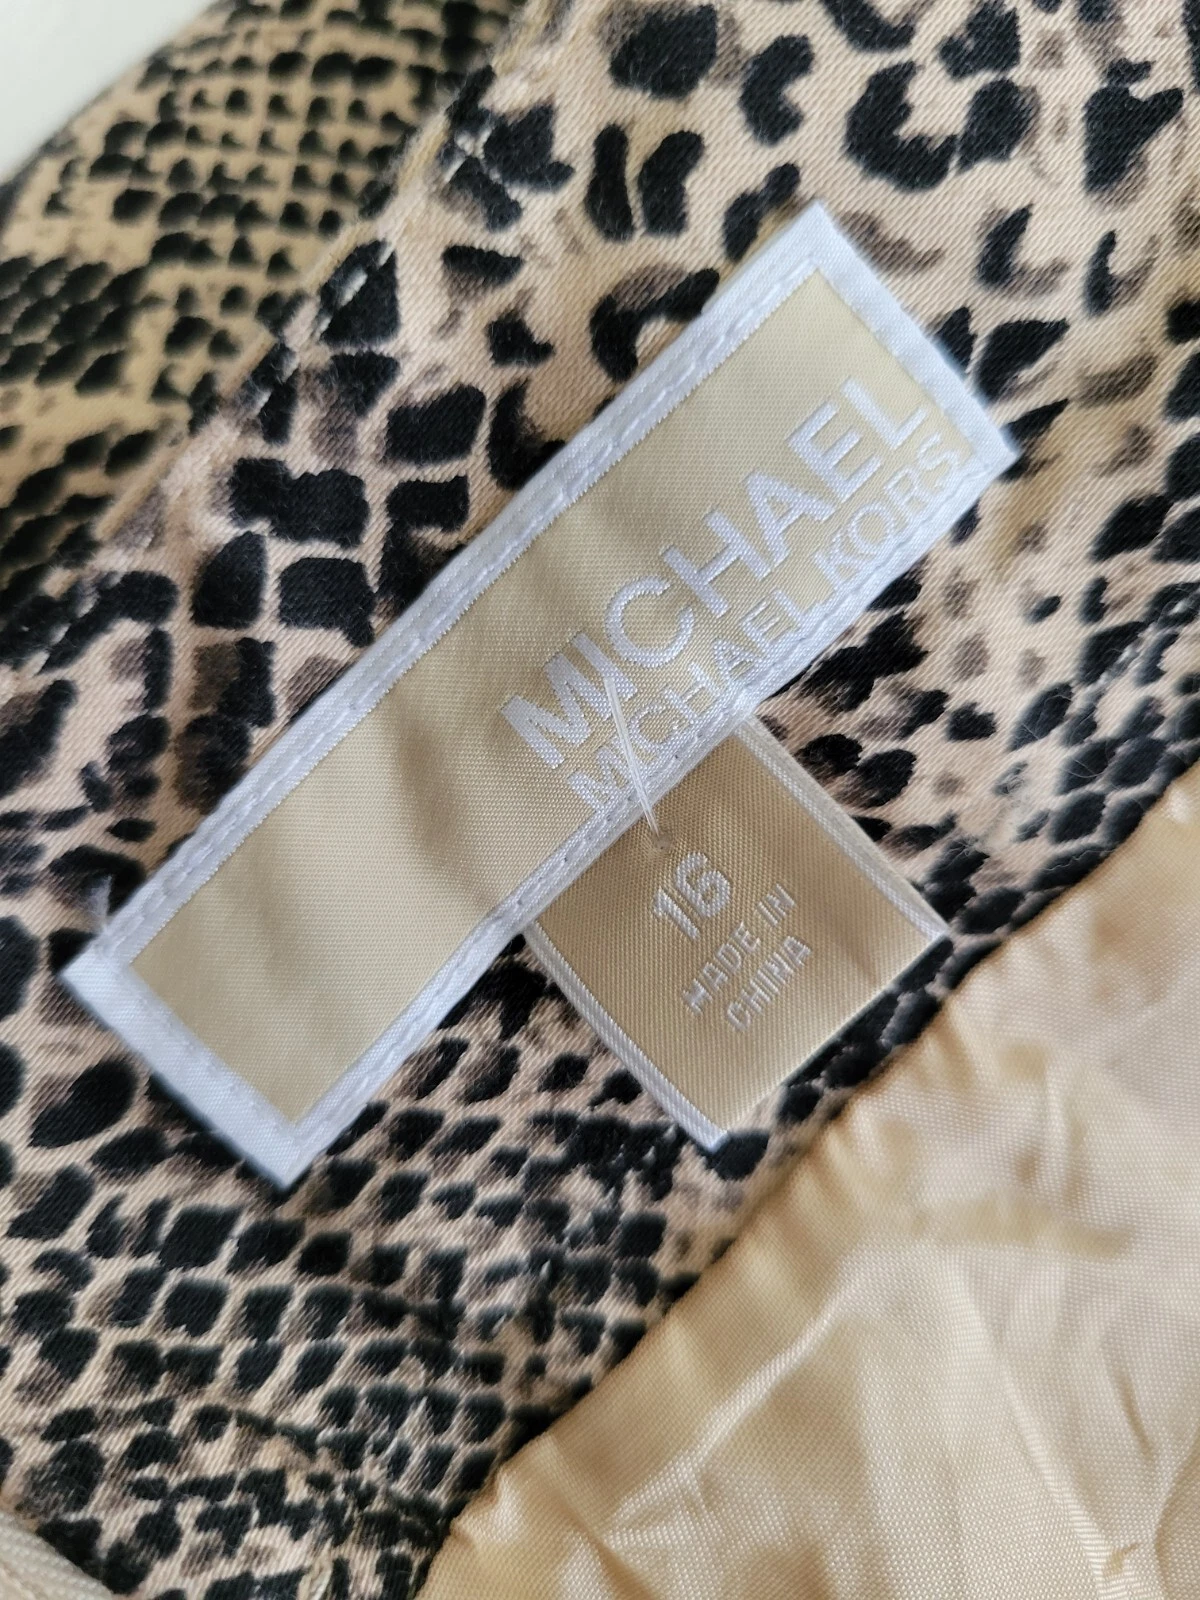 MICHAEL
MICHAEL KORS
16
MADE IN
CHINA